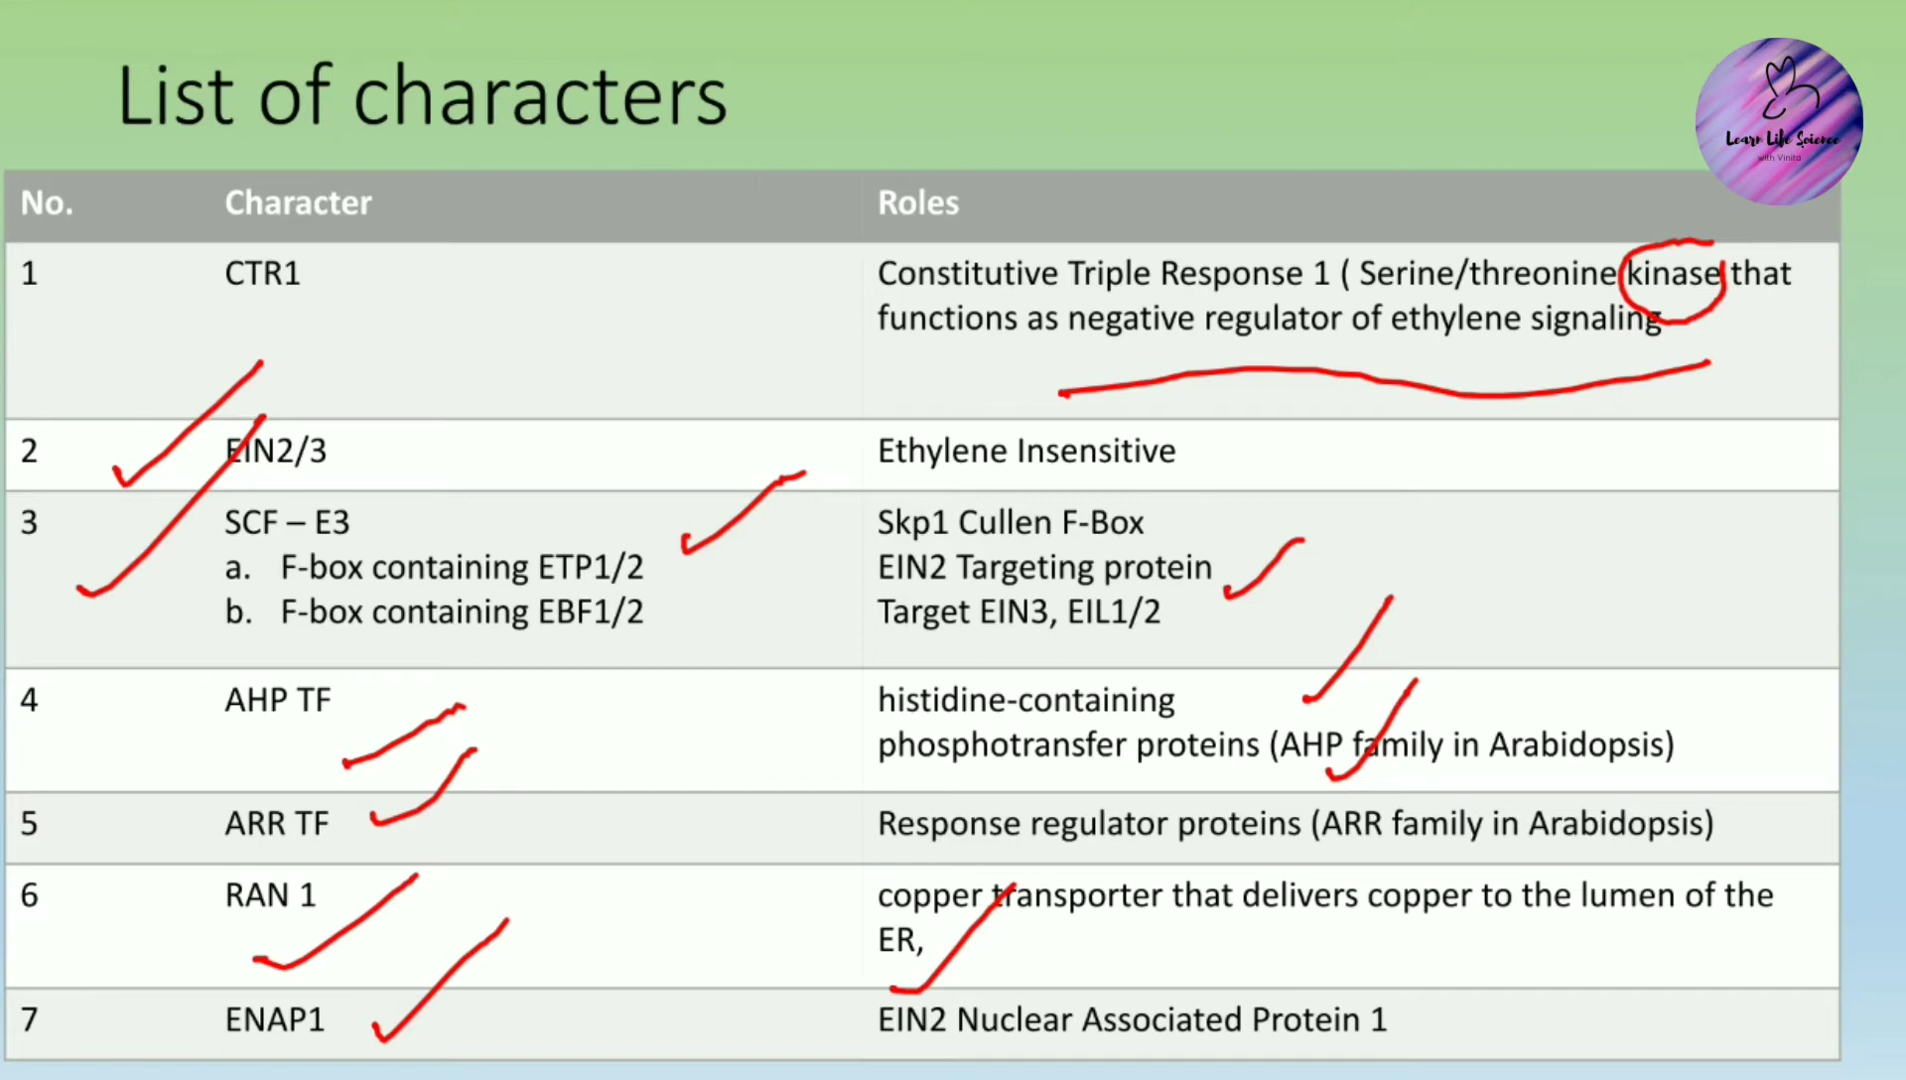 List of characters
Learn Life Science
with Vinita
No. Character Roles
1 CTR1 Constitutive Triple Response 1 ( Serine/threonine kinase that
functions as negative regulator of ethylene signaling
2 EIN2/3 Ethylene Insensitive
3 SCF – E3 Skp1 Cullen F-Box
a. F-box containing ETP1/2 EIN2 Targeting protein
b. F-box containing EBF1/2 Target EIN3, EIL1/2
4 AHP TF histidine-containing
phosphotransfer proteins (AHP family in Arabidopsis)
5 ARR TF Response regulator proteins (ARR family in Arabidopsis)
6 RAN 1 copper transporter that delivers copper to the lumen of the
ER,
7 ENAP1 EIN2 Nuclear Associated Protein 1